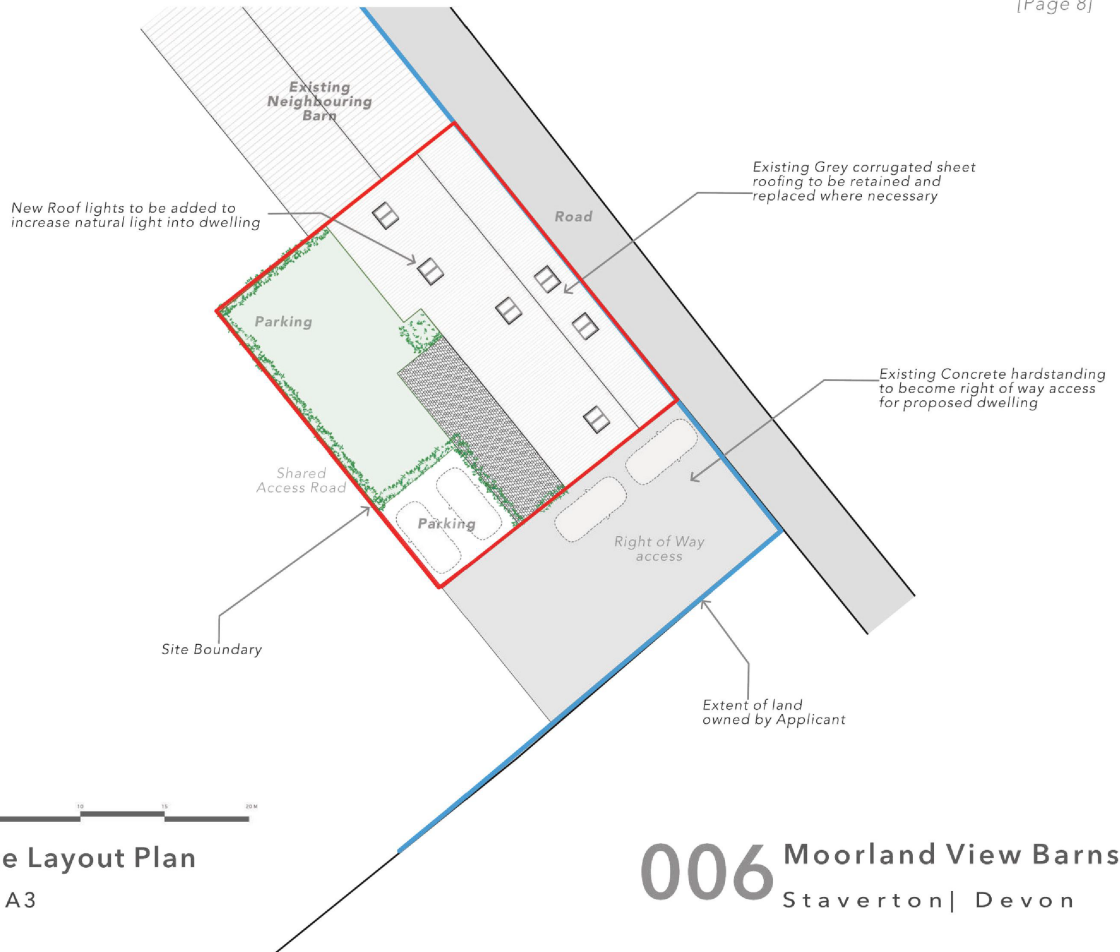 [Page 8]
Existing
Neighbouring
Barn
Existing Grey corrugated sheet
roofing to be retained and
replaced where necessary
New Roof lights to be added to
increase natural light into dwelling
Road
Parking
Existing Concrete hardstanding
to become right of way access
for proposed dwelling
Shared
Access Road
Parking
Right of Way
access
Site Boundary
Extent of land
owned by Applicant
10 15 20 M
e Layout Plan
A3
006
Moorland View Barns
Staverton| Devon